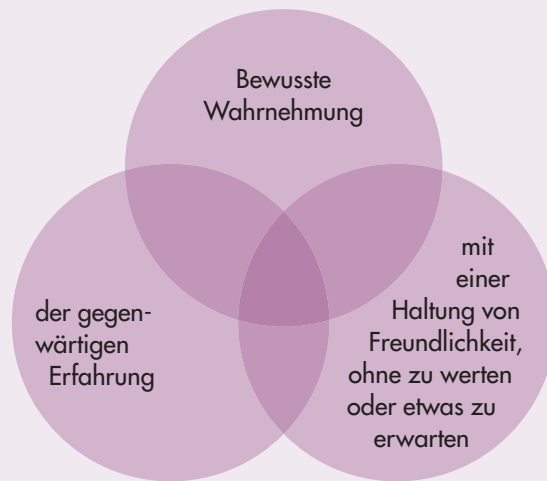 Bewusste
Wahrnehmung
der gegen-
wärtigen
Erfahrung
mit
einer
Haltung von
Freundlichkeit,
ohne zu werten
oder etwas zu
erwarten